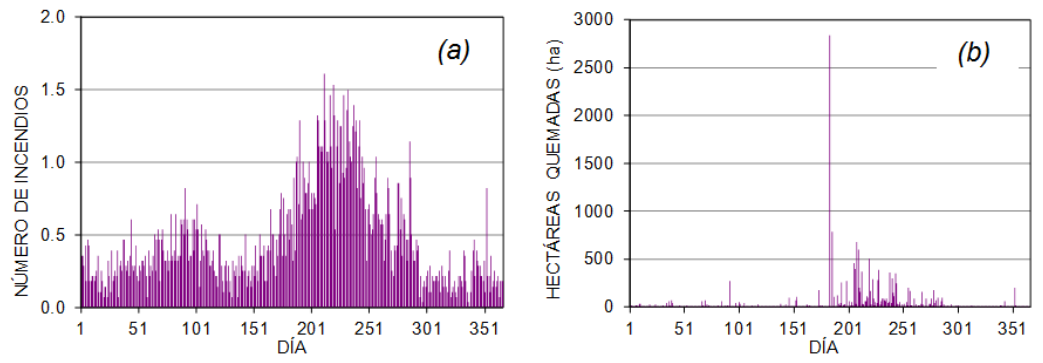 (a)
NÚMERO DE INCENDIOS
2.0
1.5
1.0
0.5
0.0
1 51 101 151 201 251 301 351
DÍA
(b)
HECTÁREAS QUEMADAS (ha)
3000
2500
2000
1500
1000
500
0
1 51 101 151 201 251 301 351
DÍA